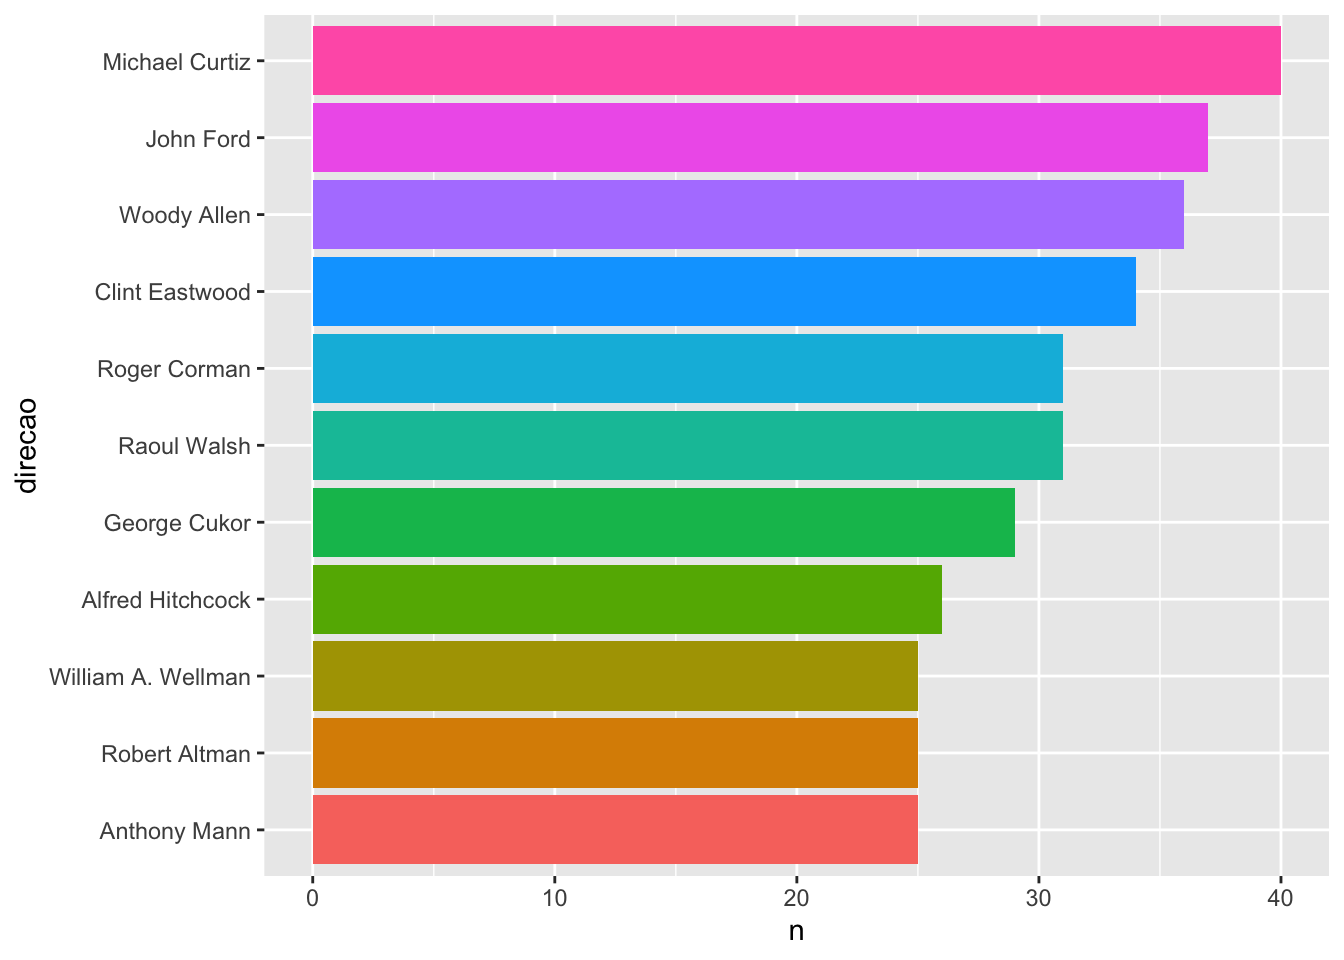 Michael Curtiz
John Ford
Woody Allen
Clint Eastwood
Roger Corman
Raoul Walsh
George Cukor
Alfred Hitchcock
William A. Wellman
Robert Altman
Anthony Mann
direcao
0 10 20 30 40
n